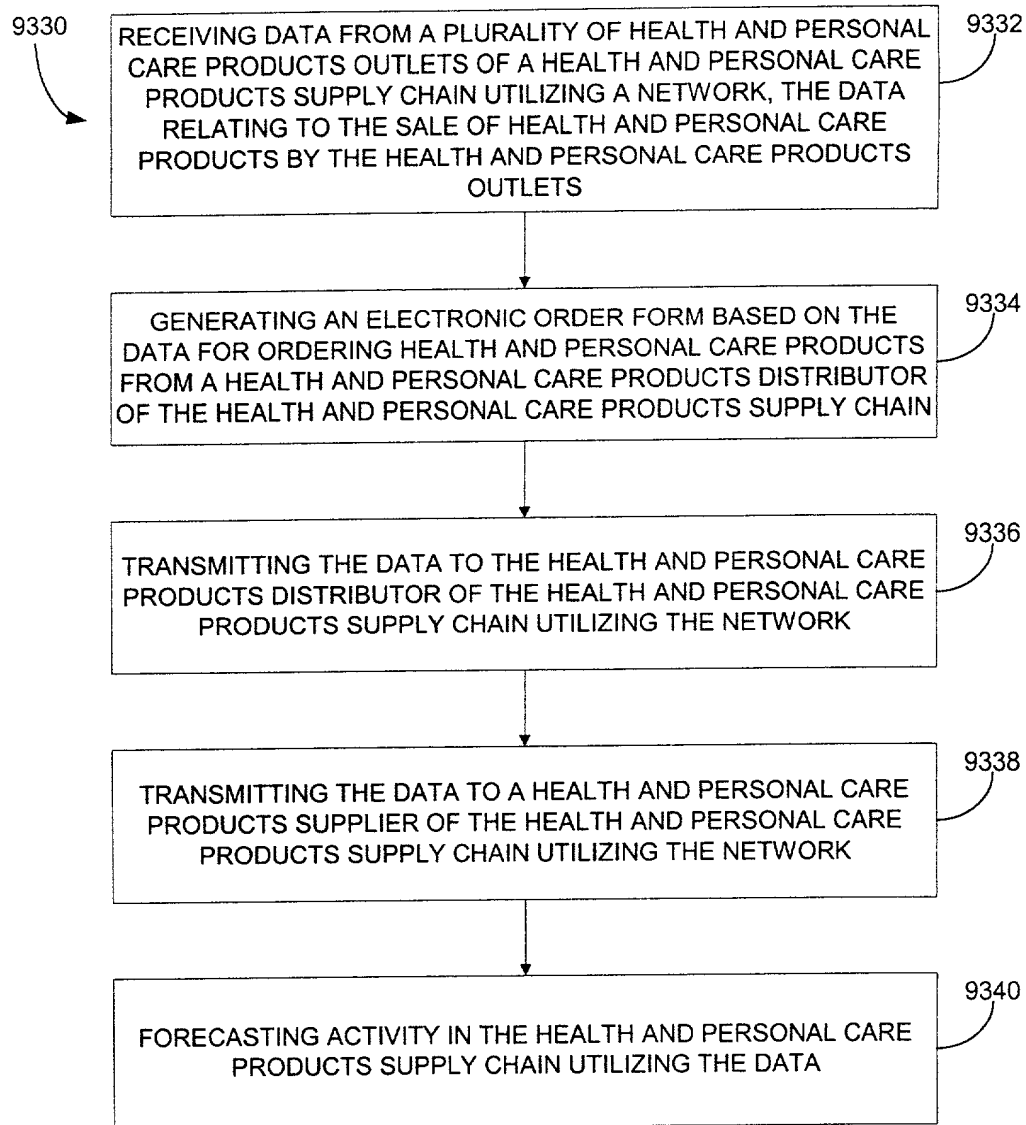 9330
RECEIVING DATA FROM A PLURALITY OF HEALTH AND PERSONAL
CARE PRODUCTS OUTLETS OF A HEALTH AND PERSONAL CARE
PRODUCTS SUPPLY CHAIN UTILIZING A NETWORK, THE DATA
RELATING TO THE SALE OF HEALTH AND PERSONAL CARE
PRODUCTS BY THE HEALTH AND PERSONAL CARE PRODUCTS
OUTLETS
9332
GENERATING AN ELECTRONIC ORDER FORM BASED ON THE
DATA FOR ORDERING HEALTH AND PERSONAL CARE PRODUCTS
FROM A HEALTH AND PERSONAL CARE PRODUCTS DISTRIBUTOR
OF THE HEALTH AND PERSONAL CARE PRODUCTS SUPPLY CHAIN
9334
TRANSMITTING THE DATA TO THE HEALTH AND PERSONAL CARE
PRODUCTS DISTRIBUTOR OF THE HEALTH AND PERSONAL CARE
PRODUCTS SUPPLY CHAIN UTILIZING THE NETWORK
9336
TRANSMITTING THE DATA TO A HEALTH AND PERSONAL CARE
PRODUCTS SUPPLIER OF THE HEALTH AND PERSONAL CARE
PRODUCTS SUPPLY CHAIN UTILIZING THE NETWORK
9338
FORECASTING ACTIVITY IN THE HEALTH AND PERSONAL CARE
PRODUCTS SUPPLY CHAIN UTILIZING THE DATA
9340